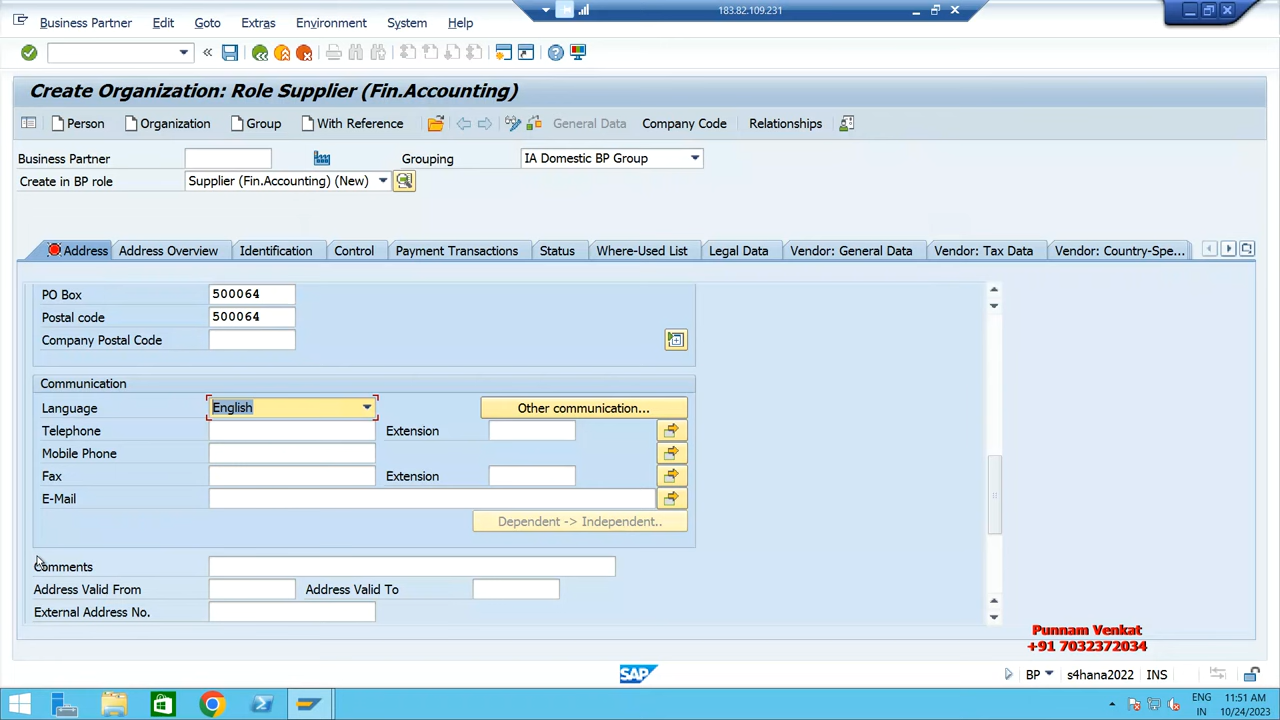 183.82.109.231
Business Partner Edit Goto Extras Environment System Help
Create Organization: Role Supplier (Fin.Accounting)
Person Organization Group With Reference General Data Company Code Relationships
Business Partner Grouping IA Domestic BP Group
Create in BP role Supplier (Fin.Accounting) (New)
Address Address Overview Identification Control Payment Transactions Status Where-Used List Legal Data Vendor: General Data Vendor: Tax Data Vendor: Country-Spe...
PO Box 500064
Postal code 500064
Company Postal Code
Communication
Language English Other communication...
Telephone Extension
Mobile Phone
Fax Extension
E-Mail
Dependent -> Independent..
Comments
Address Valid From Address Valid To
External Address No.
Punnam Venkat
+91 7032372034
SAP BP s4hana2022 INS
ENG 11:51 AM
IN 10/24/2023